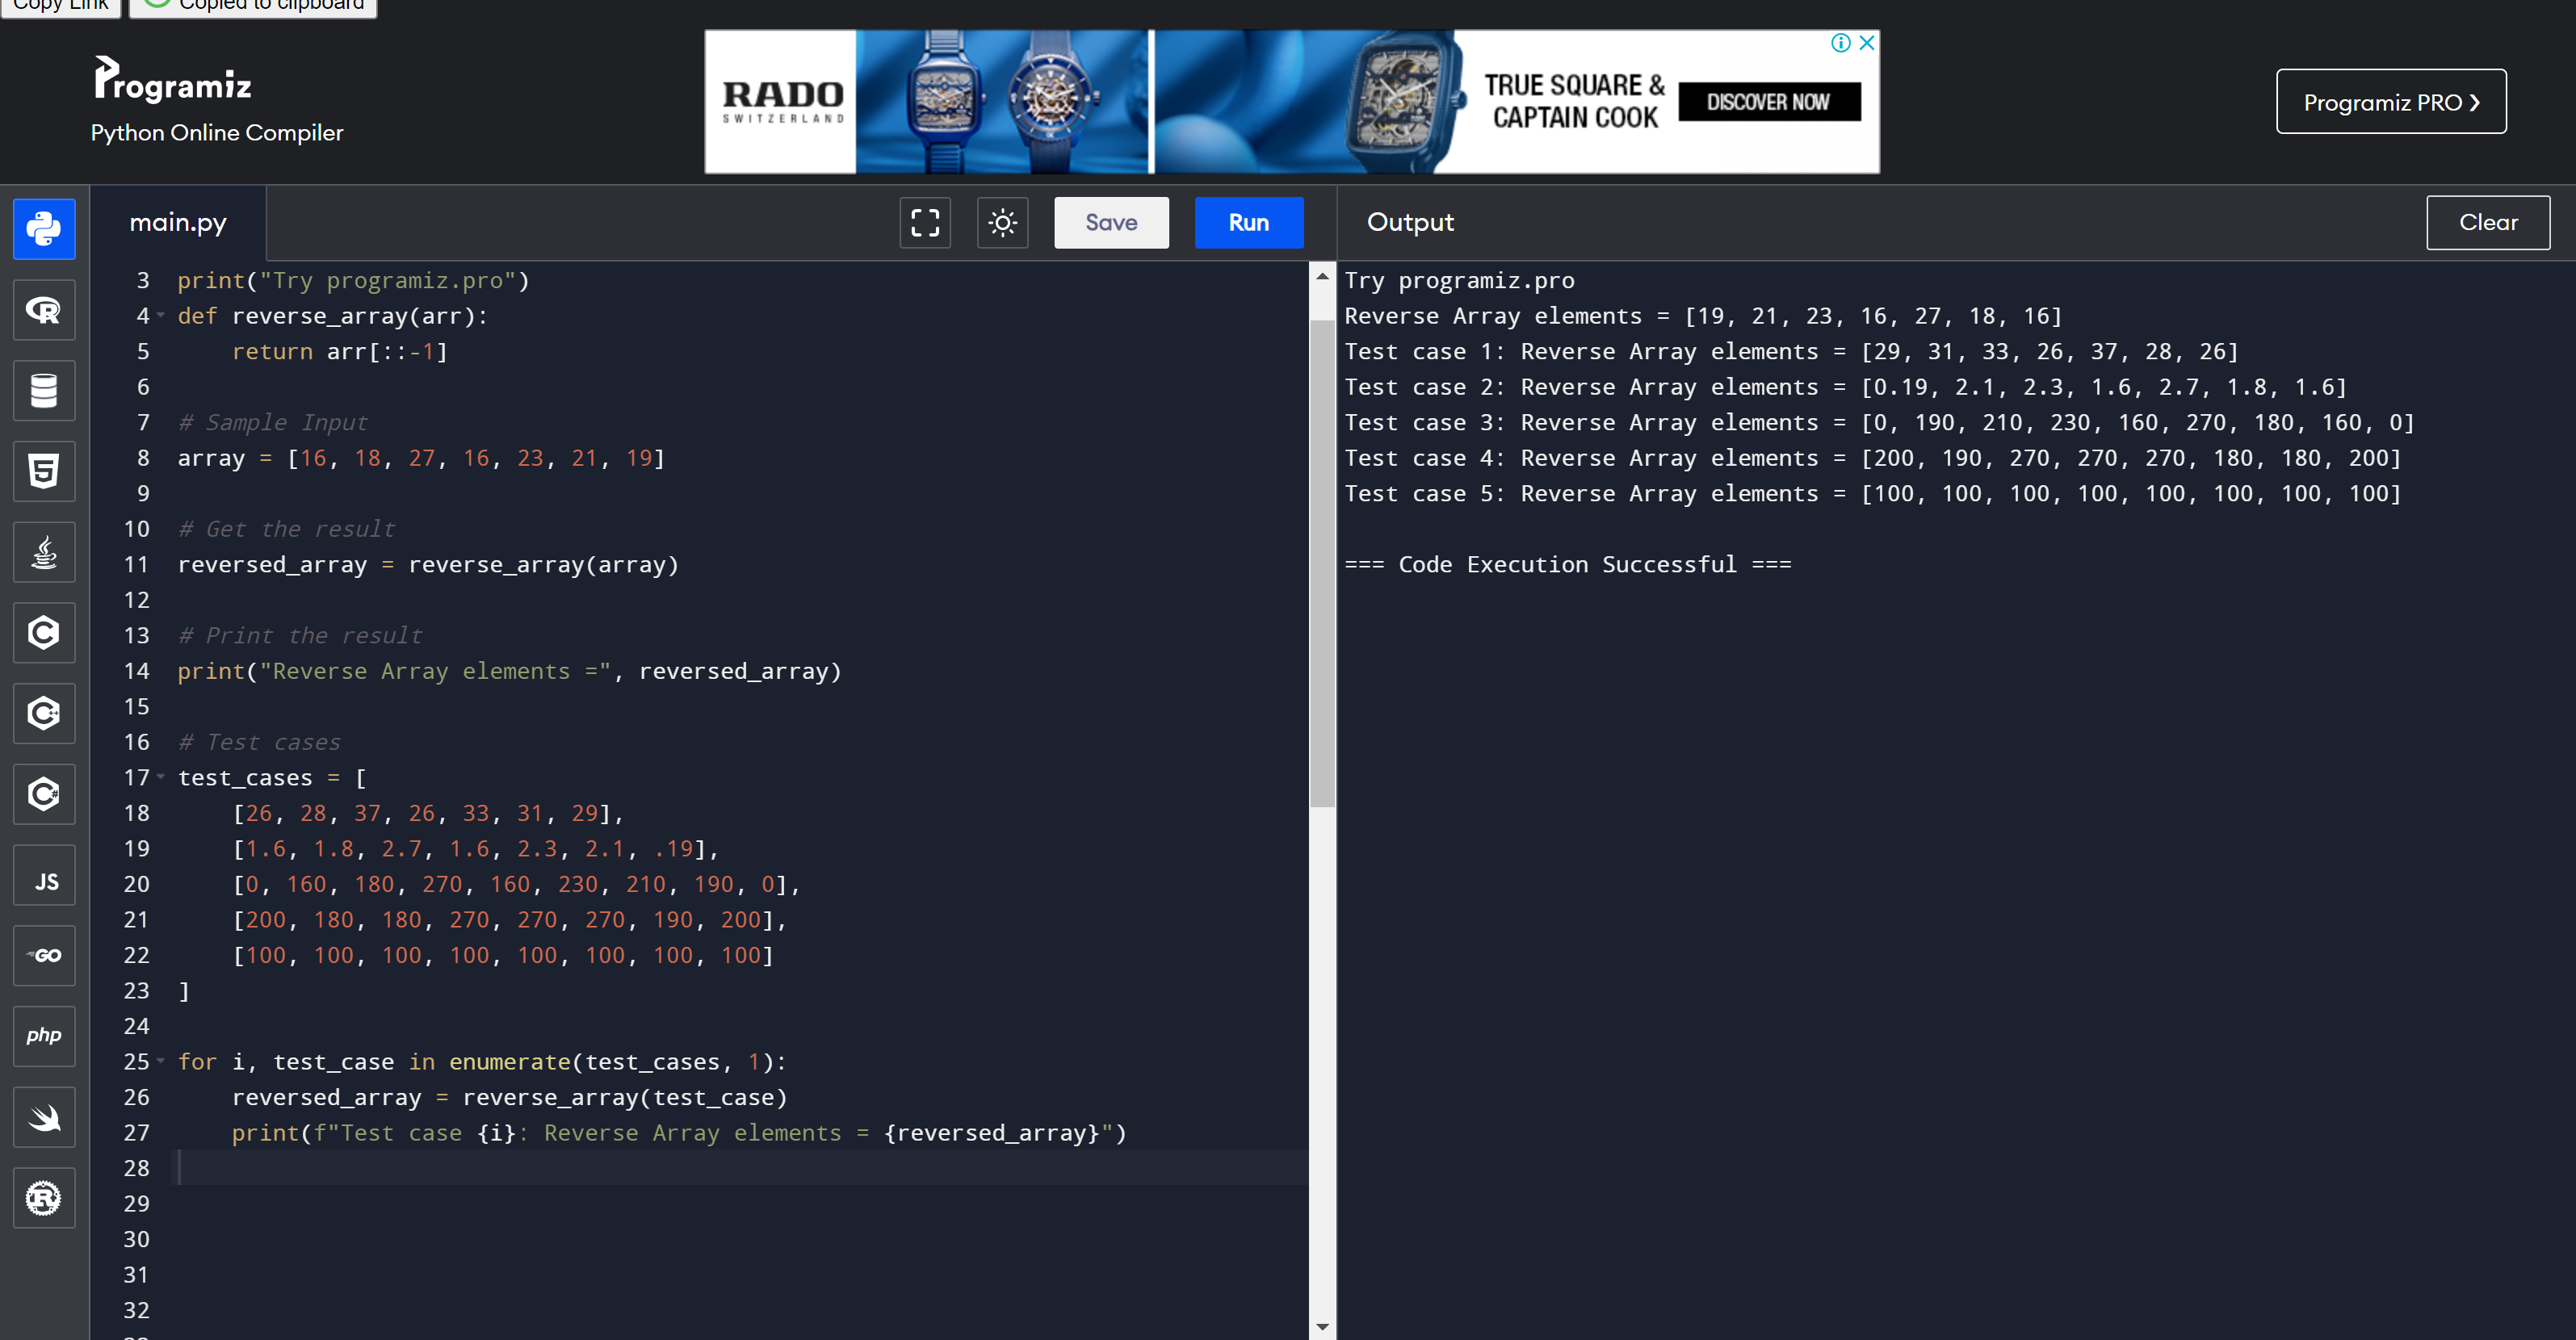 Copy Link
Copied to clipboard
Programiz
Python Online Compiler
RADO
SWITZERLAND
TRUE SQUARE &
CAPTAIN COOK
DISCOVER NOW
Programiz PRO ❯
main.py
Save
Run
Output
Clear
3 print("Try programiz.pro")
4 def reverse_array(arr):
5     return arr[::-1]
6
7 # Sample Input
8 array = [16, 18, 27, 16, 23, 21, 19]
9
10 # Get the result
11 reversed_array = reverse_array(array)
12
13 # Print the result
14 print("Reverse Array elements =", reversed_array)
15
16 # Test cases
17 test_cases = [
18     [26, 28, 37, 26, 33, 31, 29],
19     [1.6, 1.8, 2.7, 1.6, 2.3, 2.1, .19],
20     [0, 160, 180, 270, 160, 230, 210, 190, 0],
21     [200, 180, 180, 270, 270, 270, 190, 200],
22     [100, 100, 100, 100, 100, 100, 100, 100]
23 ]
24
25 for i, test_case in enumerate(test_cases, 1):
26     reversed_array = reverse_array(test_case)
27     print(f"Test case {i}: Reverse Array elements = {reversed_array}")
28
29
30
31
32
Try programiz.pro
Reverse Array elements = [19, 21, 23, 16, 27, 18, 16]
Test case 1: Reverse Array elements = [29, 31, 33, 26, 37, 28, 26]
Test case 2: Reverse Array elements = [0.19, 2.1, 2.3, 1.6, 2.7, 1.8, 1.6]
Test case 3: Reverse Array elements = [0, 190, 210, 230, 160, 270, 180, 160, 0]
Test case 4: Reverse Array elements = [200, 190, 270, 270, 270, 180, 180, 200]
Test case 5: Reverse Array elements = [100, 100, 100, 100, 100, 100, 100, 100]
=== Code Execution Successful ===
R
5
C
C++
C#
JS
GO
php
R